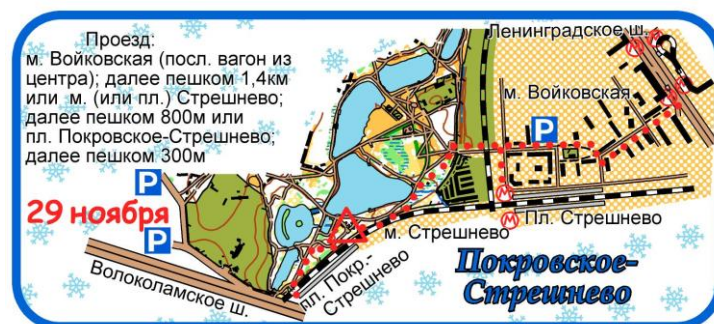 Проезд:
м. Войковская (посл. вагон из
центра); далее пешком 1,4км
или м. (или пл.) Стрешнево;
далее пешком 800м или
пл. Покровское-Стрешнево;
далее пешком 300м
29 ноября
P
P
P
Ленинградское ш.
м. Войковская
М
М
М
М
М
Пл. Стрешнево
м. Стрешнево
пл. Покр.-
Стрешнево
Волоколамское ш.
Покровское-
Стрешнево